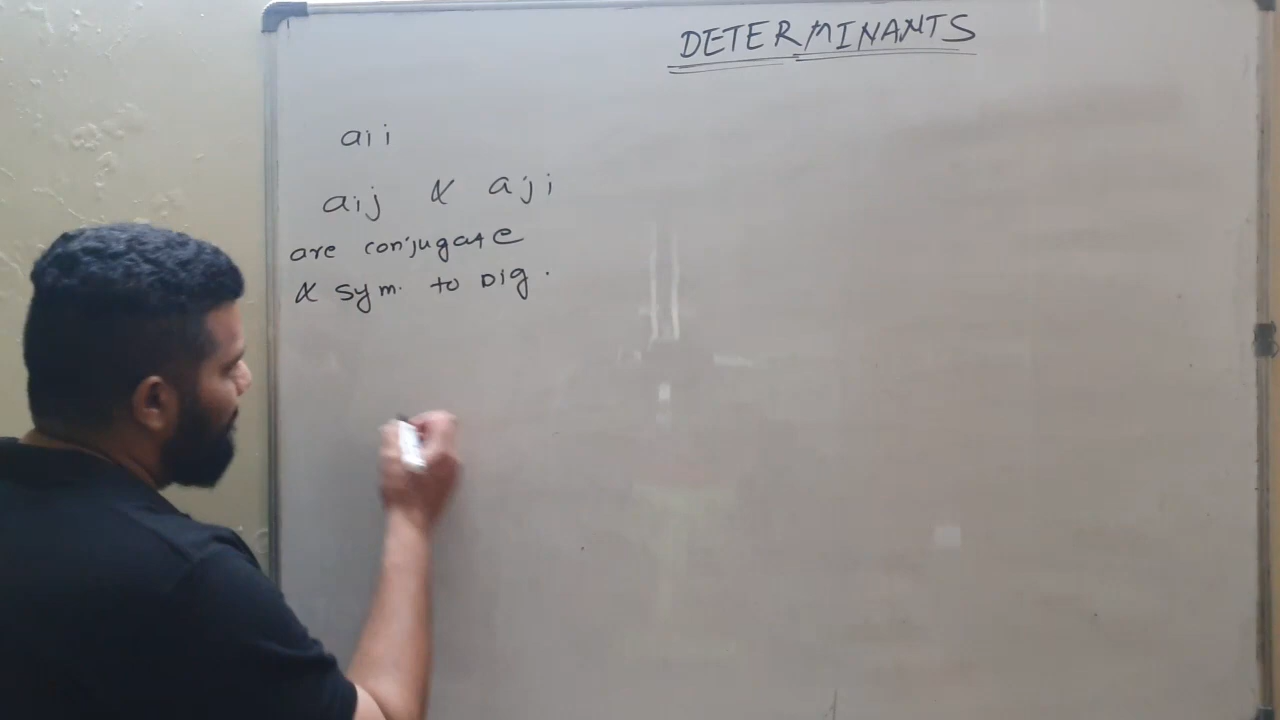 DETERMINANTS
aii
aij & aji
are conjugate
& sym. to Dig.